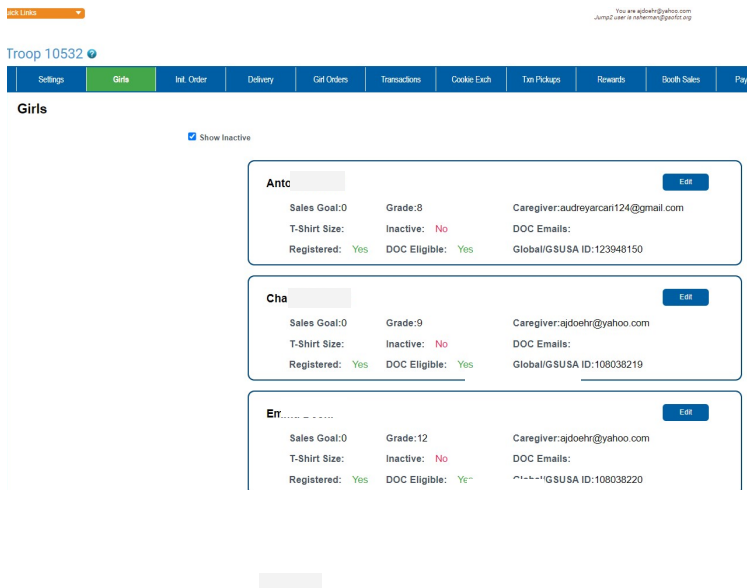 ick Links
You are ajdoehr@yahoo.com
Jump2 user is nsherman@gsofct.org
Troop 10532
Settings Girls Init. Order Delivery Girl Orders Transactions Cookie Exch Txn Pickups Rewards Booth Sales Pay
Girls
Show Inactive
Anto Edit
Sales Goal:0 Grade:8 Caregiver:audreyarcari124@gmail.com
T-Shirt Size: Inactive: No DOC Emails:
Registered: Yes DOC Eligible: Yes Global/GSUSA ID:123948150
Cha Edit
Sales Goal:0 Grade:9 Caregiver:ajdoehr@yahoo.com
T-Shirt Size: Inactive: No DOC Emails:
Registered: Yes DOC Eligible: Yes Global/GSUSA ID:108038219
Em Edit
Sales Goal:0 Grade:12 Caregiver:ajdoehr@yahoo.com
T-Shirt Size: Inactive: No DOC Emails:
Registered: Yes DOC Eligible: Yes Global/GSUSA ID:108038220